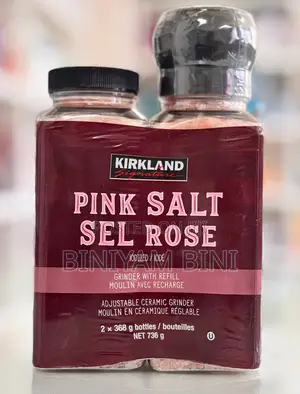 KIRKLAND
Signature
PINK SALT
SEL ROSE
IODIZED / IODÉ
BINIYAM BINI
GRINDER WITH REFILL
MOULIN AVEC RECHARGE
ADJUSTABLE CERAMIC GRINDER
MOULIN EN CÉRAMIQUE RÉGLABLE
2 × 368 g bottles / bouteilles
NET 736 g
U